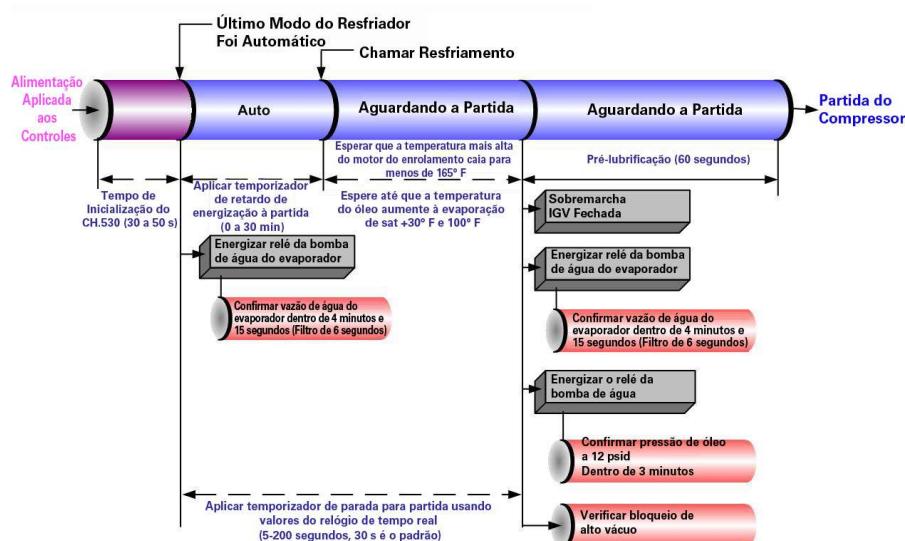 Último Modo do Resfriador
Foi Automático
Chamar Resfriamento
Alimentação
Aplicada
aos
Controles
Auto
Aguardando a Partida
Aguardando a Partida
Partida do
Compressor
Tempo de
Inicialização do
CH.530 (30 a 50 s)
Aplicar temporizador
de retardo de
energização à partida
(0 a 30 min)
Esperar que a temperatura mais alta
do motor do enrolamento caia para
menos de 165º F
Espere até que a temperatura
do óleo aumente à evaporação
de sat +30º F e 100º F
Pré-lubrificação (60 segundos)
Energizar relé da bomba
de água do evaporador
Confirmar vazão de água do
evaporador dentro de 4 minutos e
15 segundos (Filtro de 6 segundos)
Sobremarcha
IGV Fechada
Energizar relé da bomba
de água do evaporador
Confirmar vazão de água do
evaporador dentro de 4 minutos e
15 segundos (Filtro de 6 segundos)
Energizar o relé da
bomba de água
Confirmar pressão de óleo
a 12 psid
Dentro de 3 minutos
Aplicar temporizador de parada para partida usando
valores do relógio de tempo real
(5-200 segundos, 30 s é o padrão)
Verificar bloqueio de
alto vácuo